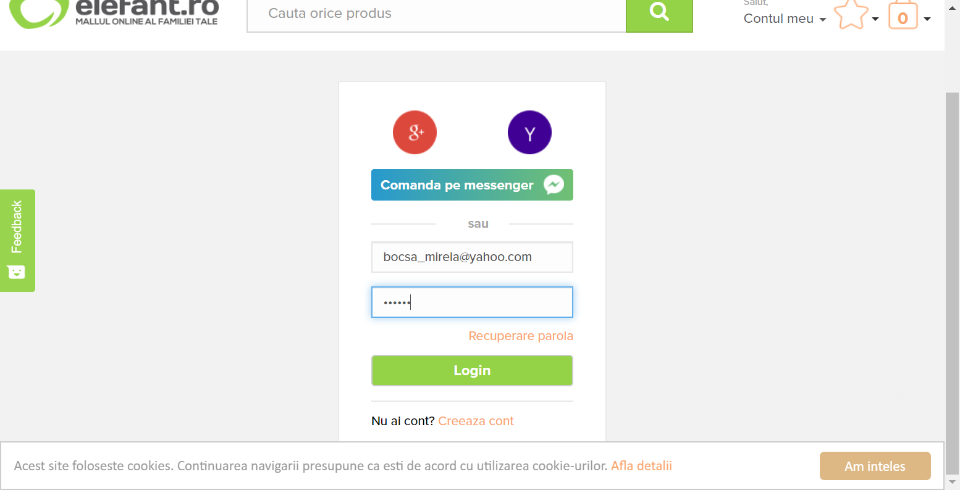 elefant.ro
MALLUL ONLINE AL FAMILIEI TALE
Cauta orice produs
Salut,
Contul meu
0
g+
Y
Comanda pe messenger
sau
bocsa_mirela@yahoo.com
••••••
Recuperare parola
Login
Nu ai cont? Creeaza cont
Feedback
Acest site foloseste cookies. Continuarea navigarii presupune ca esti de acord cu utilizarea cookie-urilor. Afla detalii
Am inteles